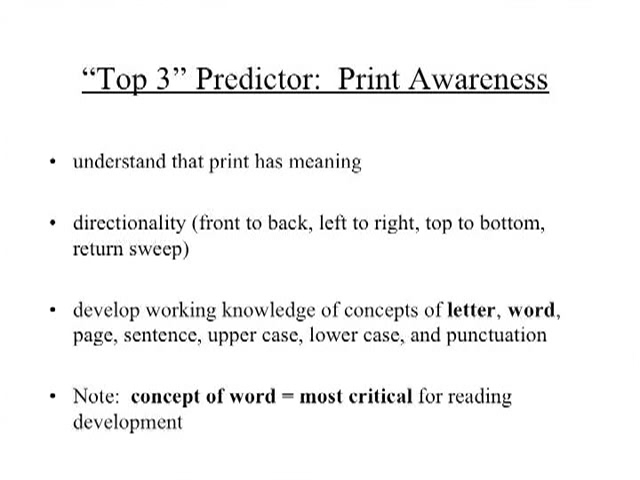 “Top 3” Predictor:  Print Awareness
• understand that print has meaning
• directionality (front to back, left to right, top to bottom,
return sweep)
• develop working knowledge of concepts of letter, word,
page, sentence, upper case, lower case, and punctuation
• Note:  concept of word = most critical for reading
development